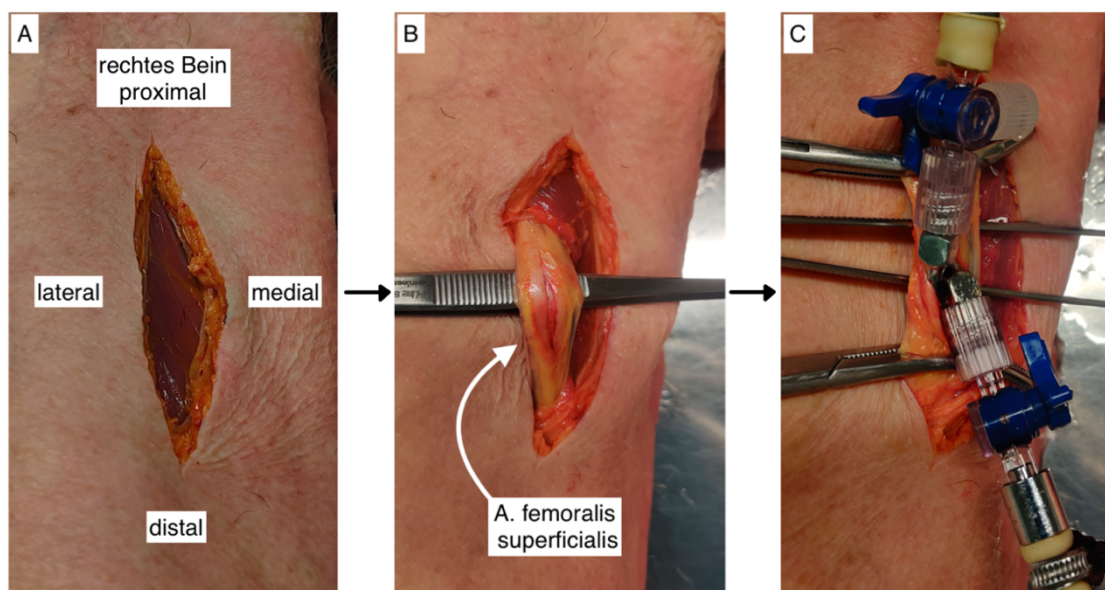 A
rechtes Bein
proximal
lateral
medial
distal
B
A. femoralis
superficialis
C